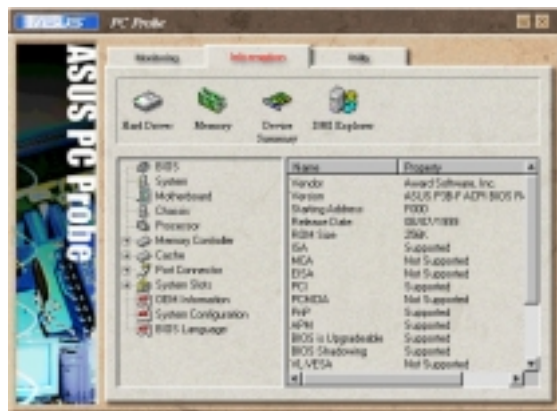 ASUS PC Probe
ASUS PC Probe
Monitoring Information Utility
Hard Drives Memory Device Summary DMI Explorer
BIOS
System
Motherboard
Chassis
Processor
Memory Controller
Cache
Port Connector
System Slots
OEM Information
System Configuration
BIOS Language
Name Property
Vendor Award Software, Inc.
Version ASUS P3B-F ACPI BIOS
Starting Address F000
Release Date
ROM Size 256K
ISA Supported
MCA Not Supported
EISA Not Supported
PCI Supported
PCMCIA Not Supported
PnP Supported
APM Supported
BIOS is Upgradeable Supported
BIOS Shadowing Supported
VL/VESA Not Supported